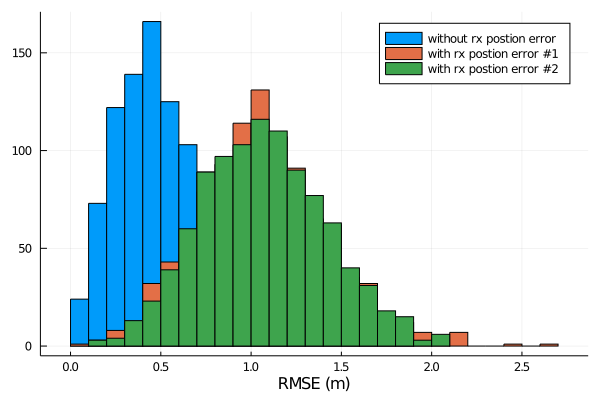 without rx postion error
with rx postion error #1
with rx postion error #2
150
100
50
0
0.0 0.5 1.0 1.5 2.0 2.5
RMSE (m)